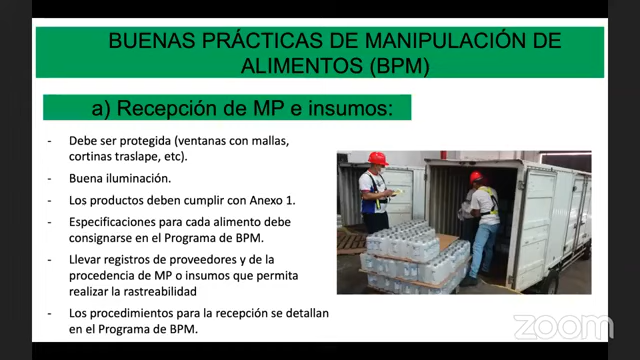 BUENAS PRÁCTICAS DE MANIPULACIÓN DE
ALIMENTOS (BPM)
a) Recepción de MP e insumos:
- Debe ser protegida (ventanas con mallas,
cortinas traslape, etc).
- Buena iluminación.
- Los productos deben cumplir con Anexo 1.
- Especificaciones para cada alimento debe
consignarse en el Programa de BPM.
- Llevar registros de proveedores y de la
procedencia de MP o insumos que permita
realizar la rastreabilidad
- Los procedimientos para la recepción se detallan
en el Programa de BPM.
zoom